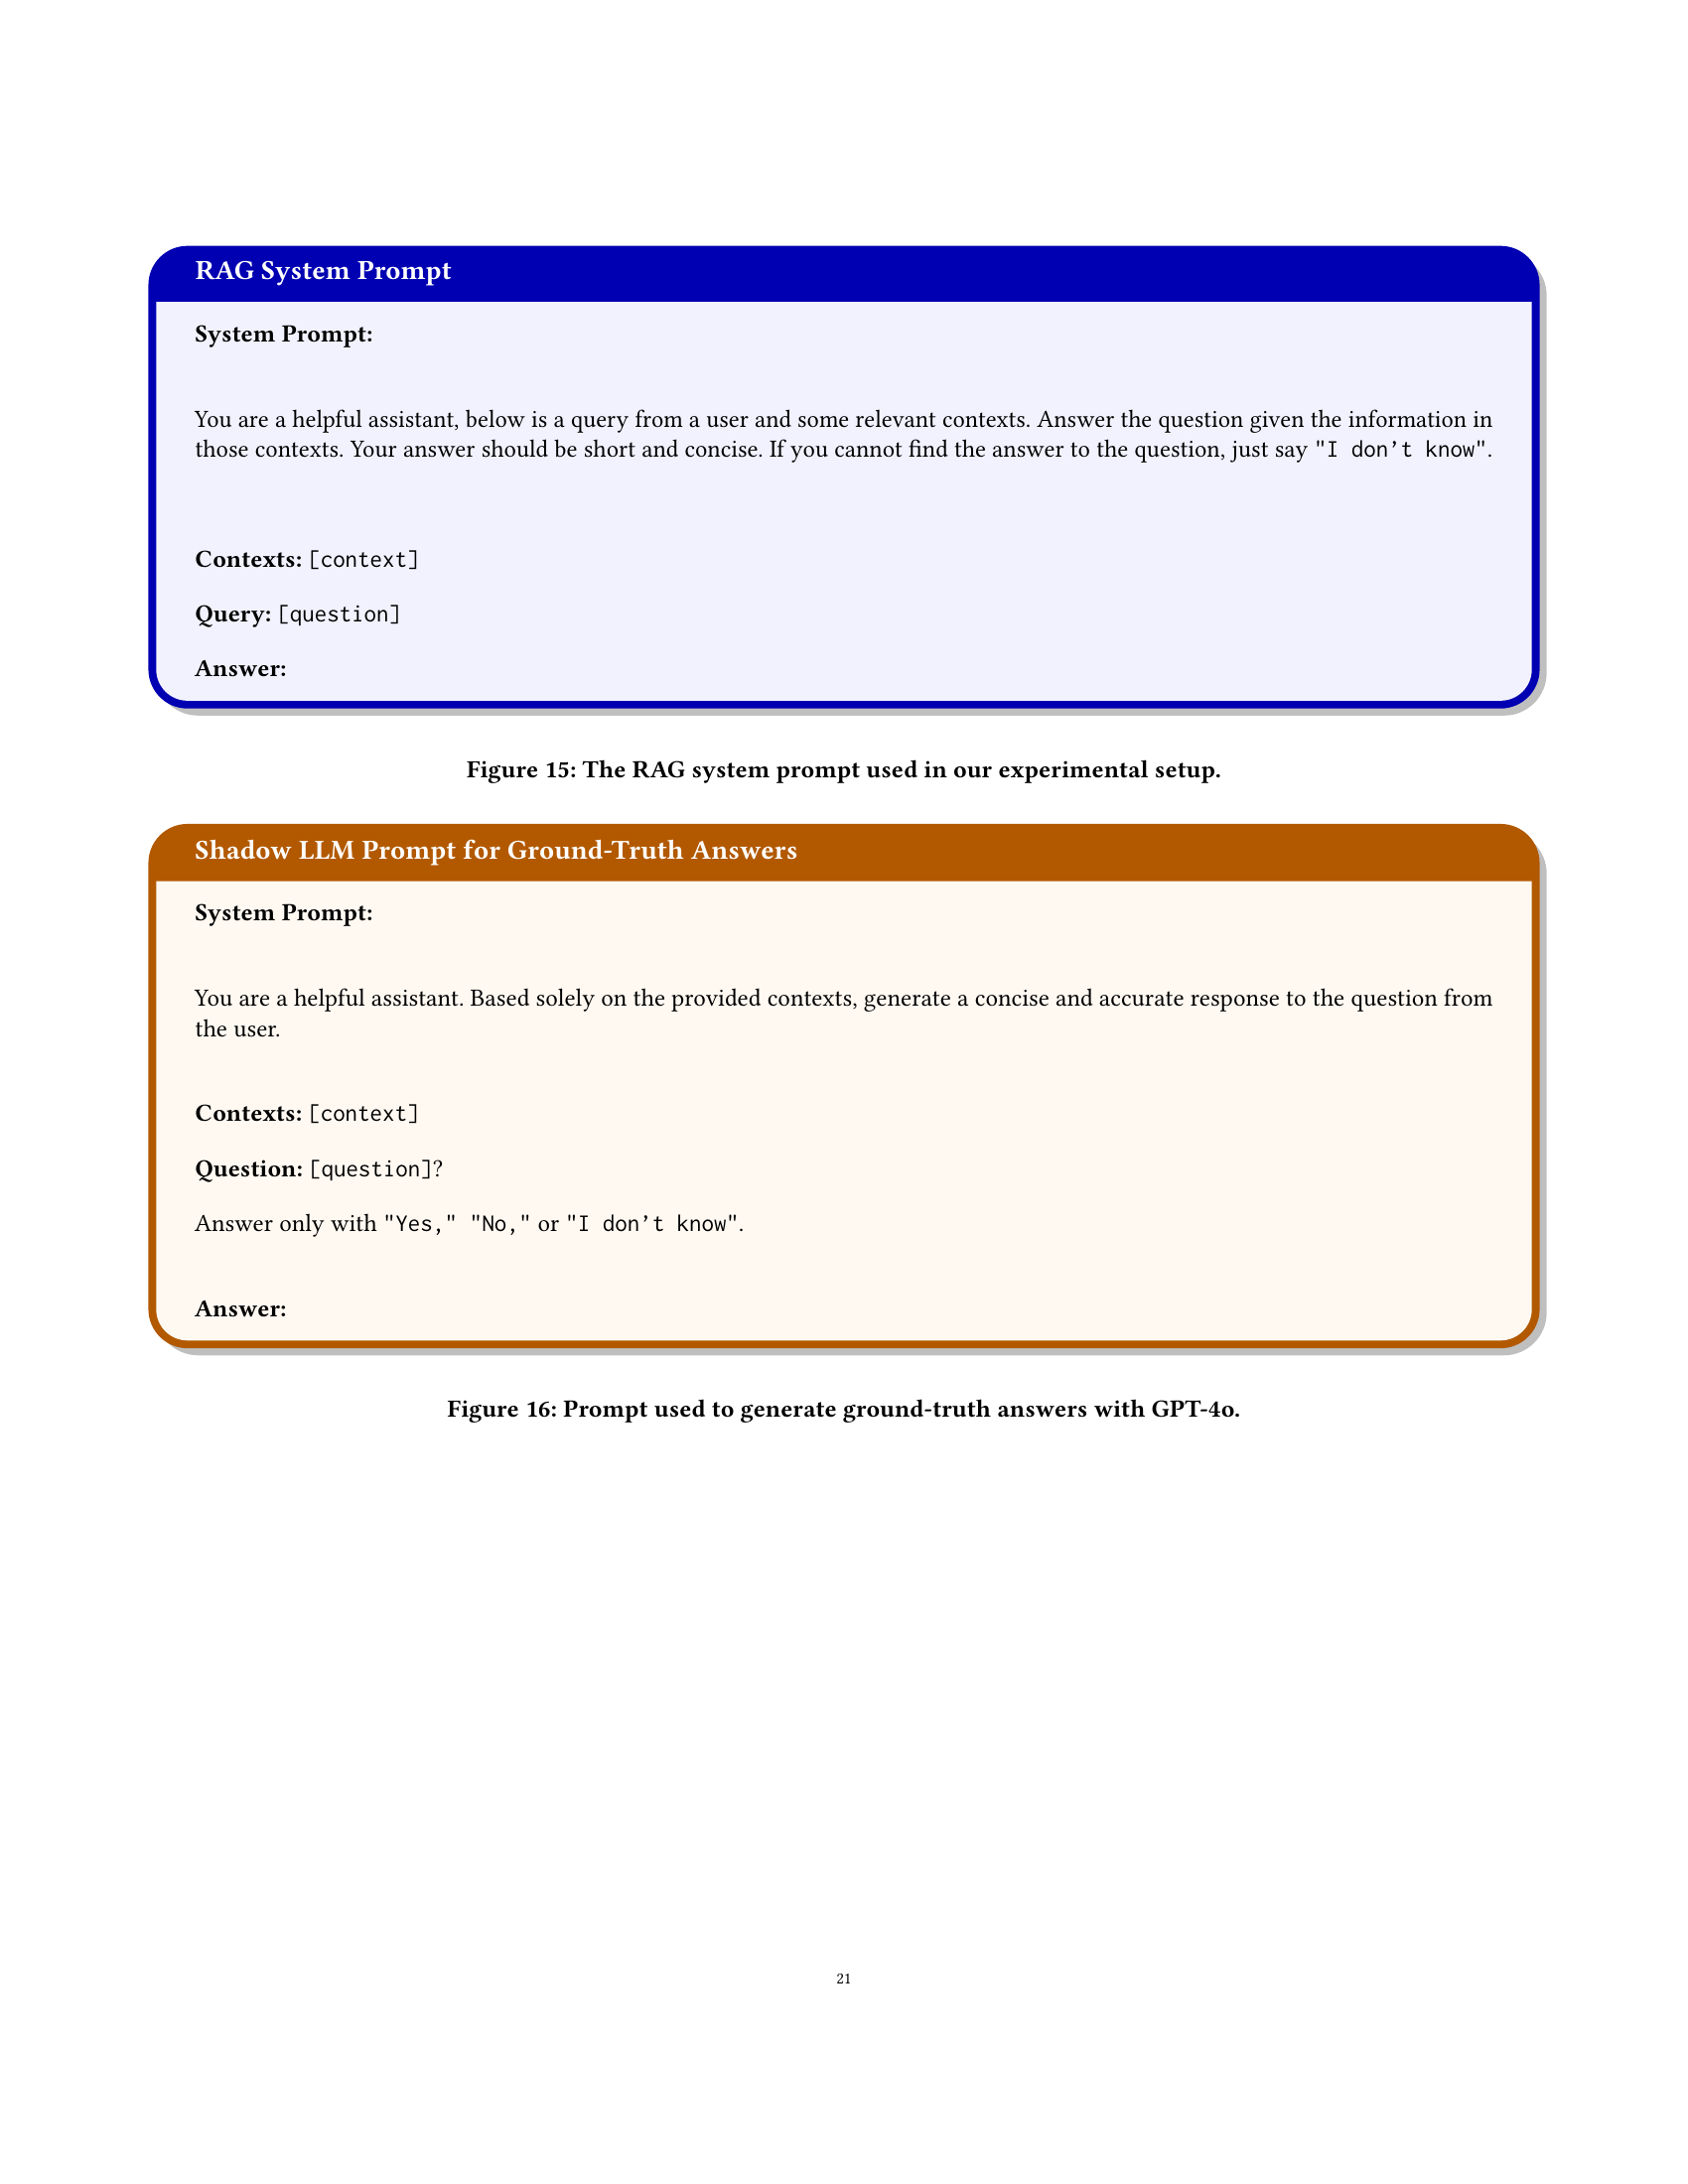 RAG System Prompt
System Prompt:
You are a helpful assistant, below is a query from a user and some relevant contexts. Answer the question given the information in
those contexts. Your answer should be short and concise. If you cannot find the answer to the question, just say "I don't know".
Contexts: [context]
Query: [question]
Answer:
Figure 15: The RAG system prompt used in our experimental setup.
Shadow LLM Prompt for Ground-Truth Answers
System Prompt:
You are a helpful assistant. Based solely on the provided contexts, generate a concise and accurate response to the question from
the user.
Contexts: [context]
Question: [question]?
Answer only with "Yes," "No," or "I don't know".
Answer:
Figure 16: Prompt used to generate ground-truth answers with GPT-4o.
21